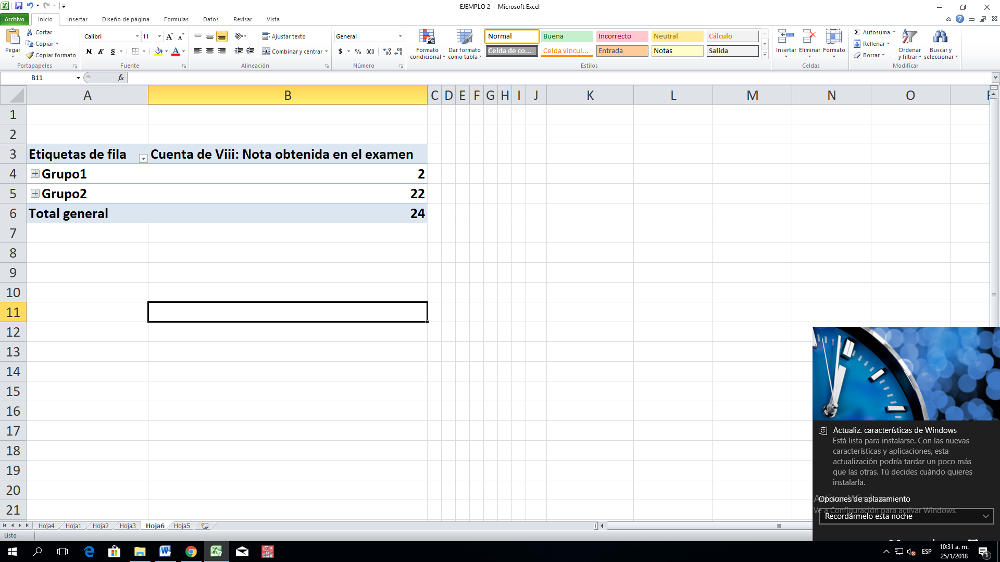 EJEMPLO 2 - Microsoft Excel
Archivo Inicio Insertar Diseño de página Fórmulas Datos Revisar Vista
Pegar
Cortar
Copiar
Copiar formato
Portapapeles
Calibri 11
N K S
Fuente
Ajustar texto
Combinar y centrar
Alineación
General
$ % 000
Número
Formato condicional
Dar formato como tabla
Normal Buena Incorrecto Neutral Cálculo
Celda de co... Celda vincul... Entrada Notas Salida
Estilos
Insertar Eliminar Formato
Celdas
Autosuma
Rellenar
Borrar
Ordenar y filtrar
Buscar y seleccionar
Modificar
B11 fx
A B C D E F G H I J K L M N O
1
2
3 Etiquetas de fila Cuenta de Viii: Nota obtenida en el examen
4 Grupo1 2
5 Grupo2 22
6 Total general 24
7
8
9
10
11
12
13
14
15
16
17
18
19
20
21
Actualiz. características de Windows
Está lista para instalarse. Con las nuevas
características y aplicaciones, esta
actualización podría tardar un poco más
que las otras. Tú decides cuándo quieres
instalarla.
Opciones de aplazamiento
Activar Windows
Ve a Configuración para activar Windows.
Recordármelo esta noche
Hoja4 Hoja1 Hoja2 Hoja3 Hoja6 Hoja5
Listo
ESP
10:31 a. m.
25/1/2018
1